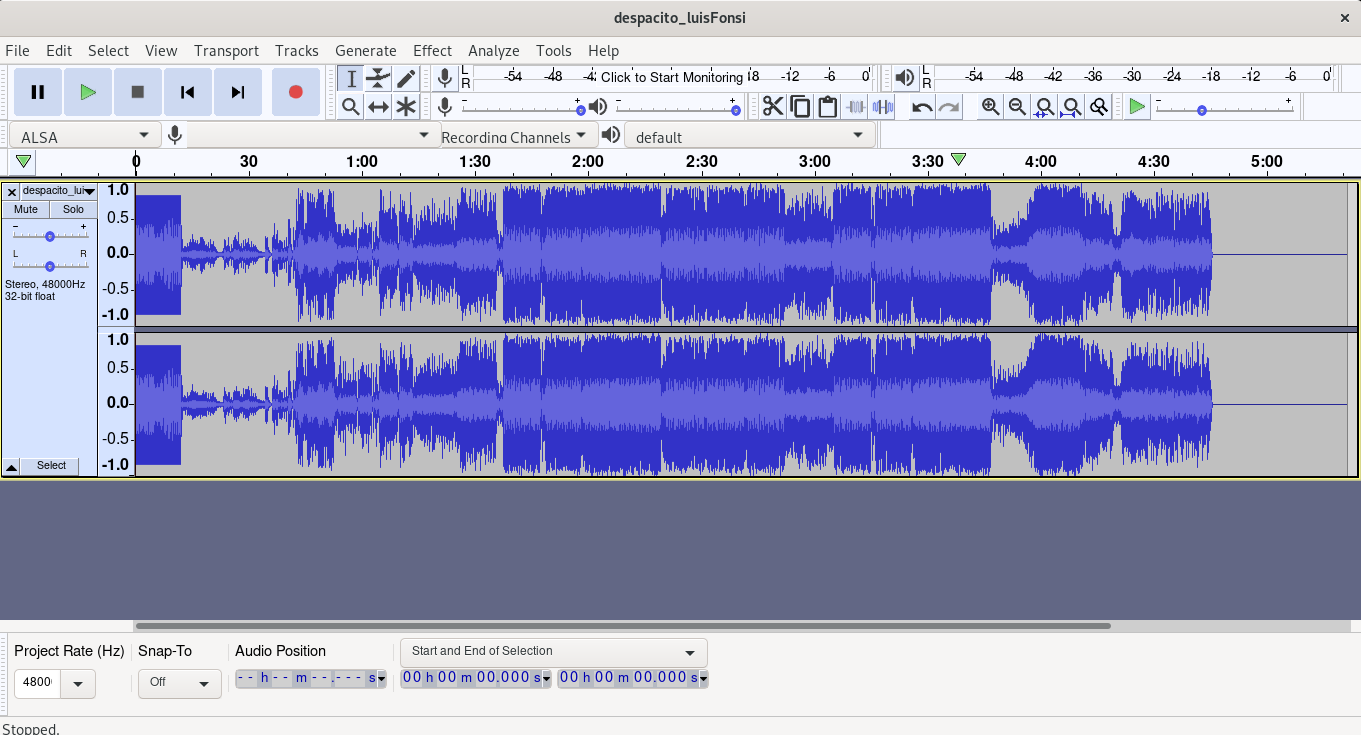 despacito_luisFonsi ×
File Edit Select View Transport Tracks Generate Effect Analyze Tools Help
L R -54 -48 -42 Click to Start Monitoring -12 -6 0
L R -54 -48 -42 -36 -30 -24 -18 -12 -6 0
- + - + - +
ALSA Recording Channels default
0 30 1:00 1:30 2:00 2:30 3:00 3:30 4:00 4:30 5:00
× despacito_lui 1.0
Mute Solo
- + 0.5
L R 0.0
Stereo, 48000Hz -0.5
32-bit float
-1.0
1.0
0.5
0.0
-0.5
Select -1.0
Project Rate (Hz) Snap-To Audio Position Start and End of Selection
4800 Off -- h -- m --.--- s 00 h 00 m 00.000 s 00 h 00 m 00.000 s
Stopped.